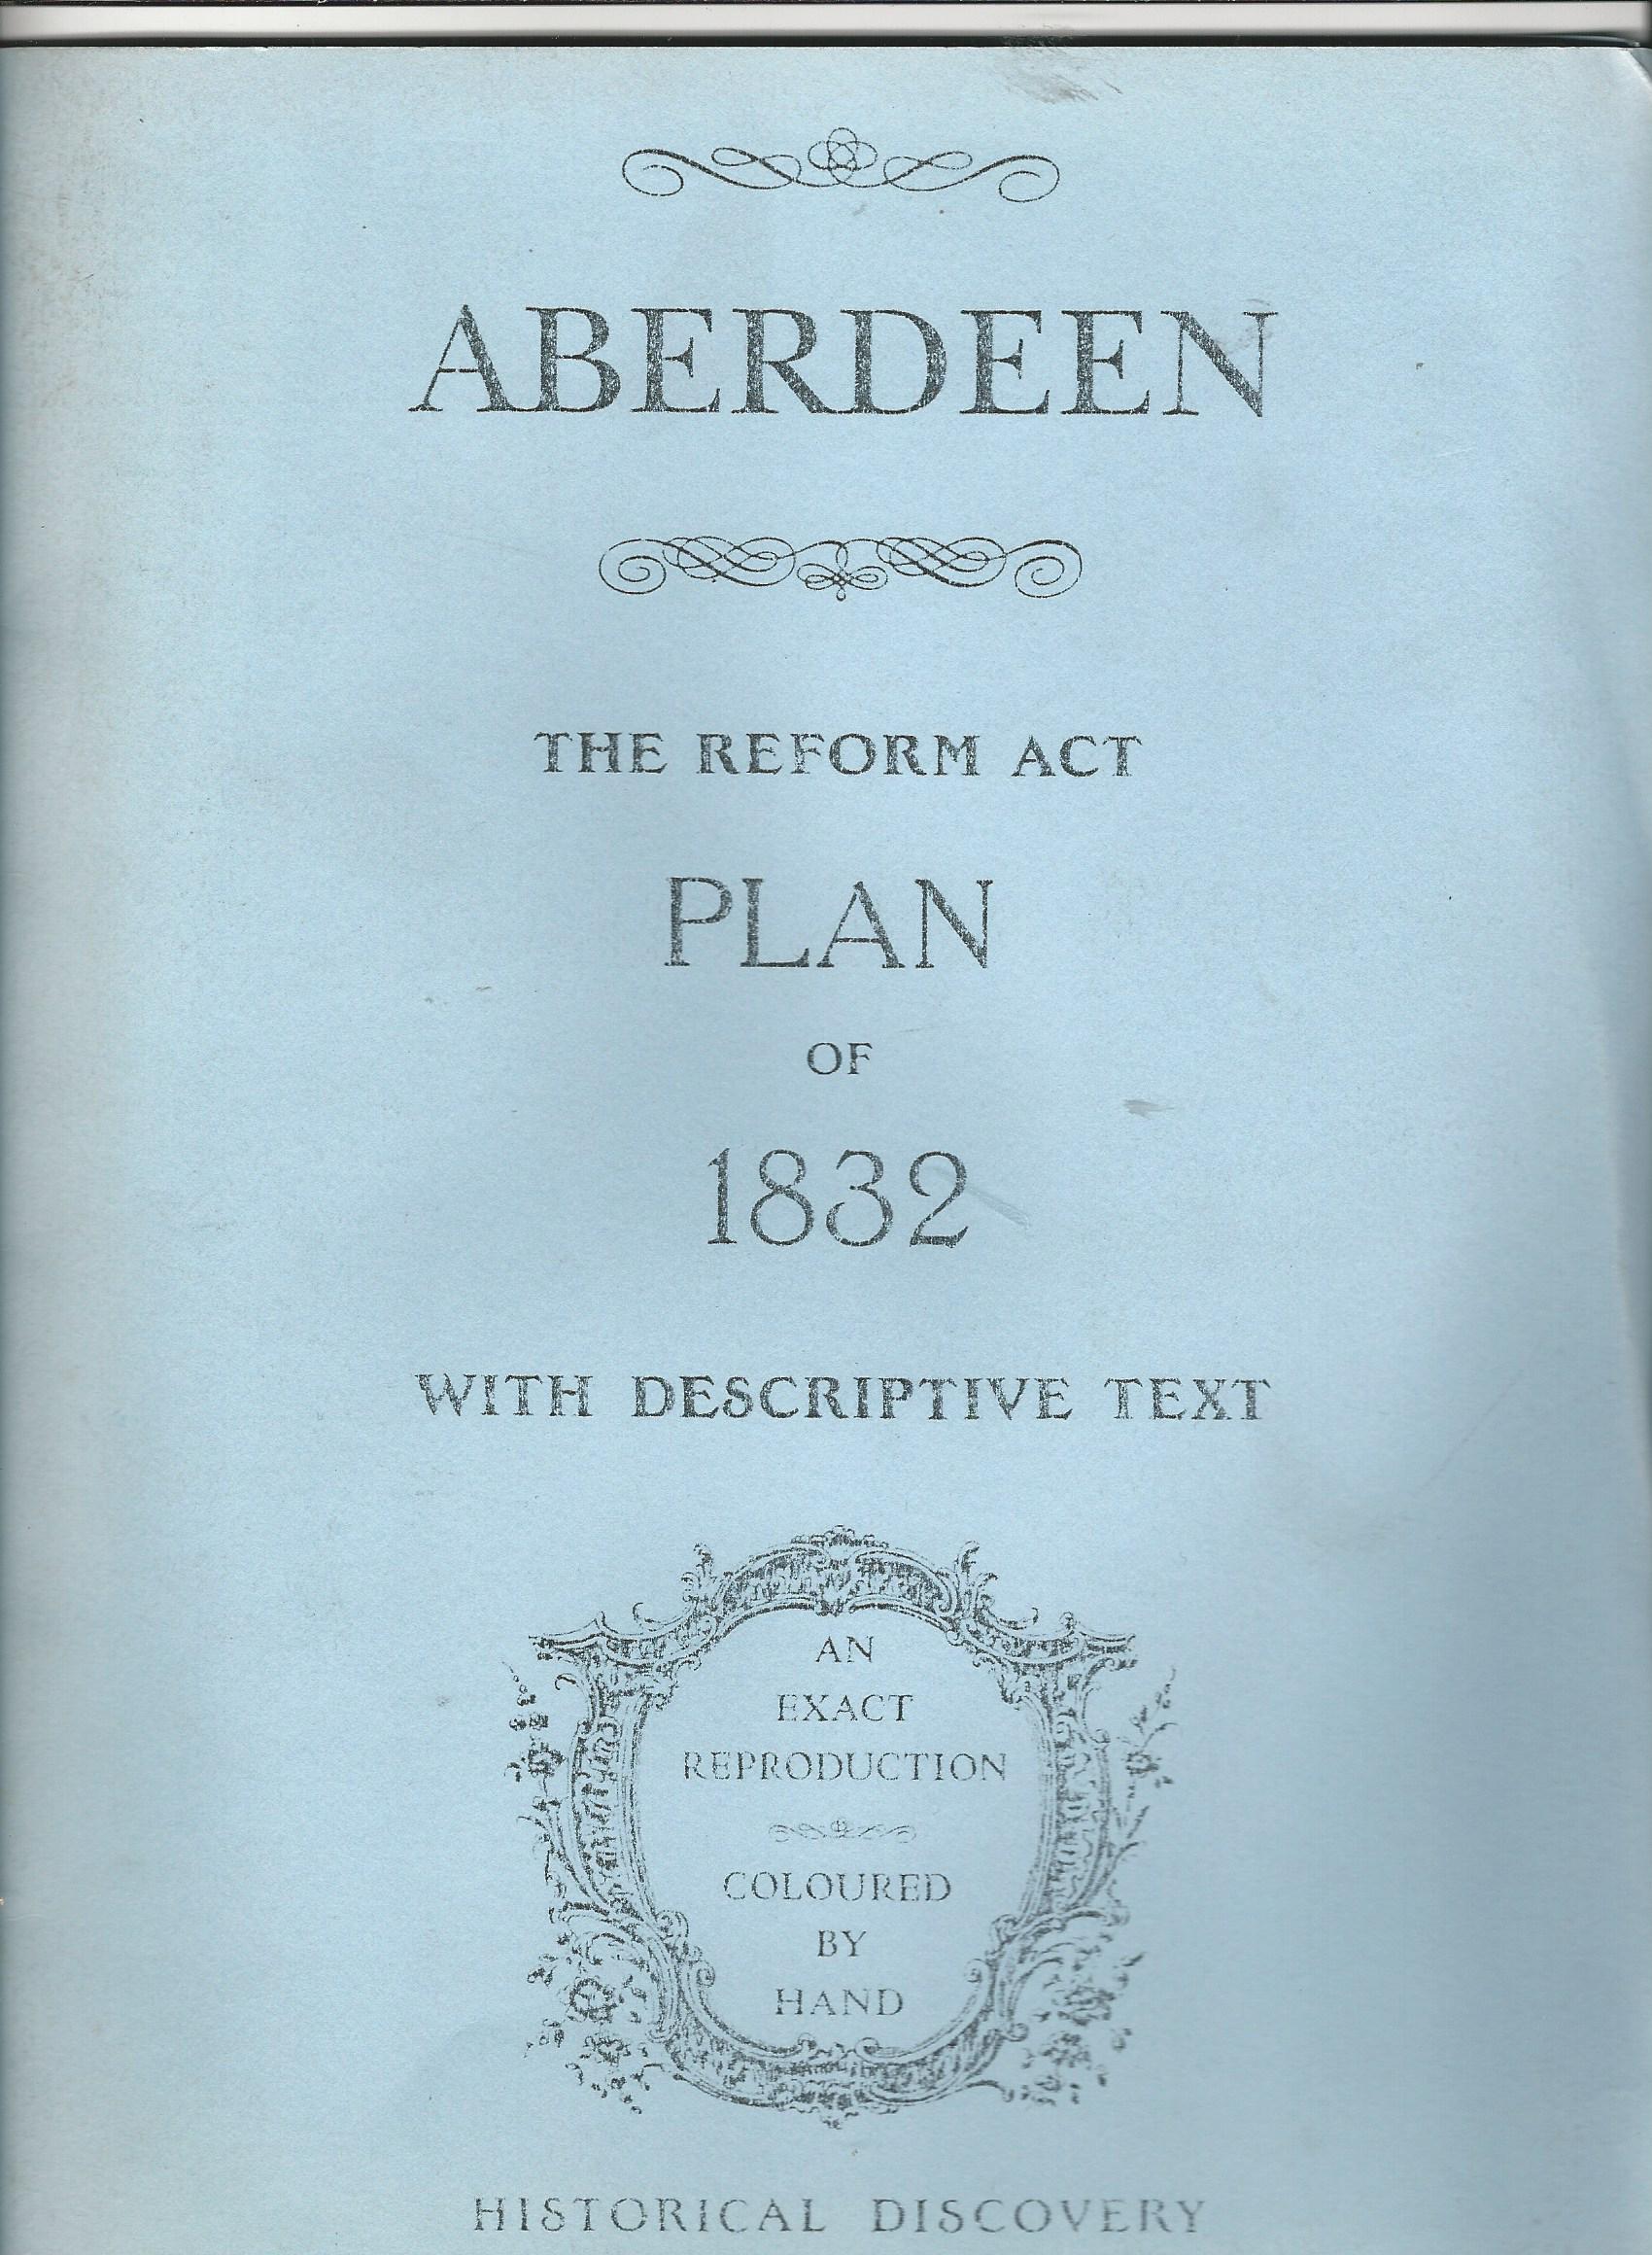 ABERDEEN
THE REFORM ACT
PLAN
OF
1832
WITH DESCRIPTIVE TEXT
AN
EXACT
REPRODUCTION
COLOURED
BY
HAND
HISTORICAL DISCOVERY